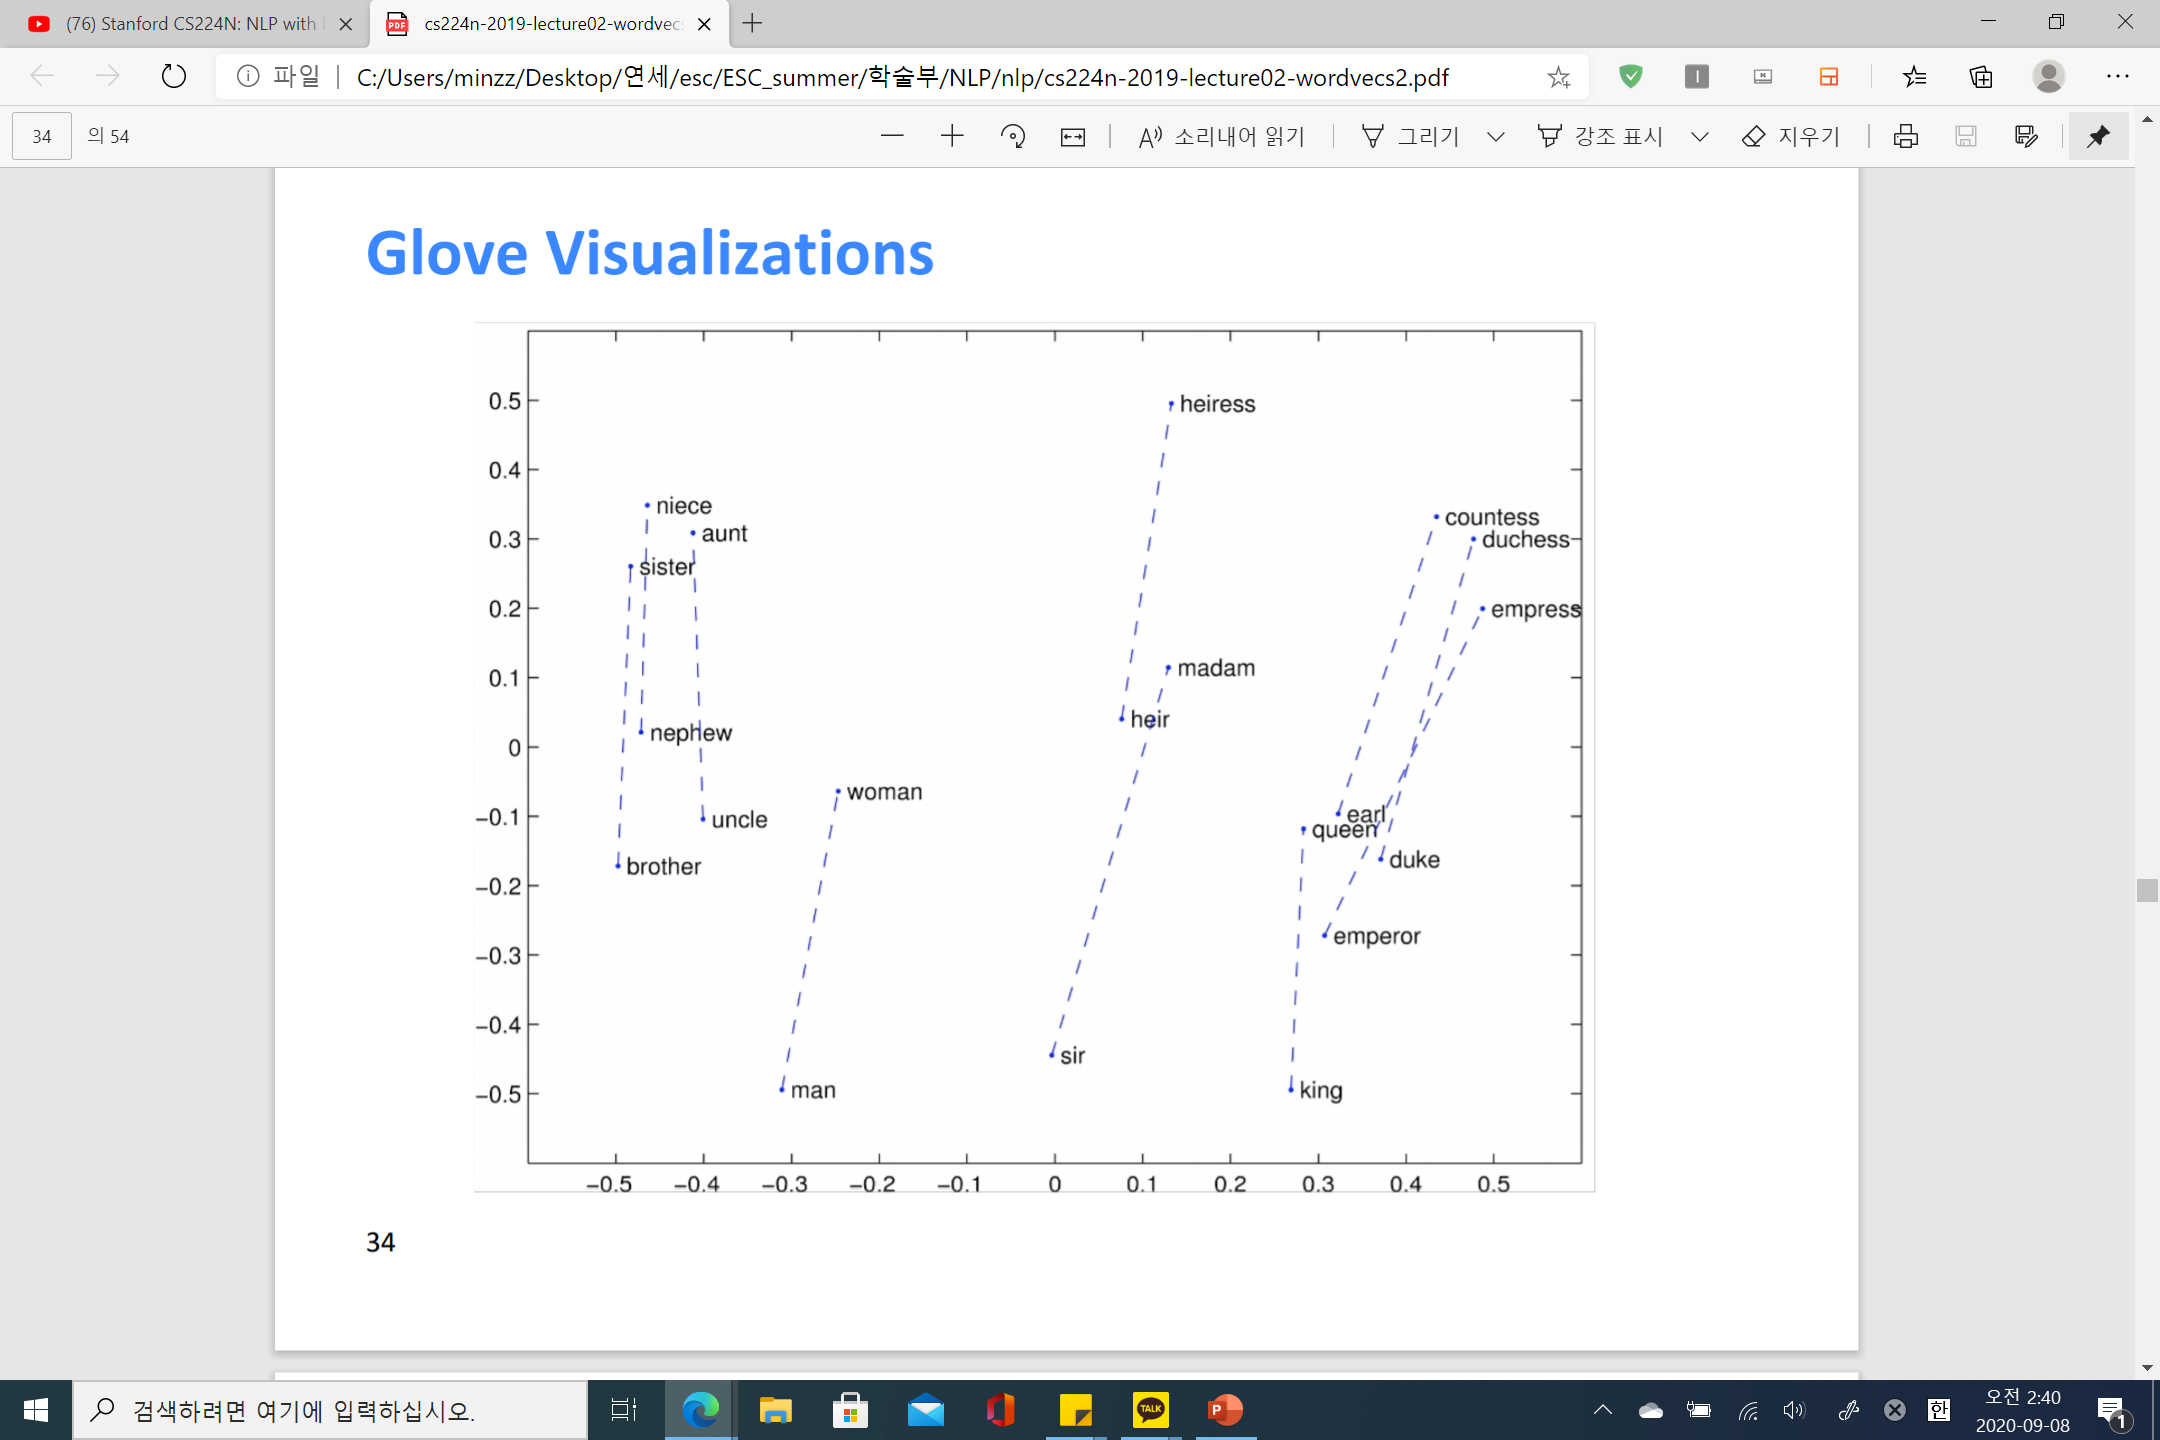 (76) Stanford CS224N: NLP with
cs224n-2019-lecture02-wordvecs
파일 C:/Users/minzz/Desktop/연세/esc/ESC_summer/학술부/NLP/nlp/cs224n-2019-lecture02-wordvecs2.pdf
34 의 54 소리내어 읽기 그리기 강조 표시 지우기
Glove Visualizations
heiress
0.5
0.4
niece
countess
aunt
0.3
duchess
sister
empress
0.2
madam
0.1
heir
nephew
0
woman
earl
−0.1
uncle
queen
duke
brother
−0.2
emperor
−0.3
−0.4
sir
man
king
−0.5
−0.5 −0.4 −0.3 −0.2 −0.1 0 0.1 0.2 0.3 0.4 0.5
34
검색하려면 여기에 입력하십시오.
TALK
P
한
오전 2:40
2020-09-08
1